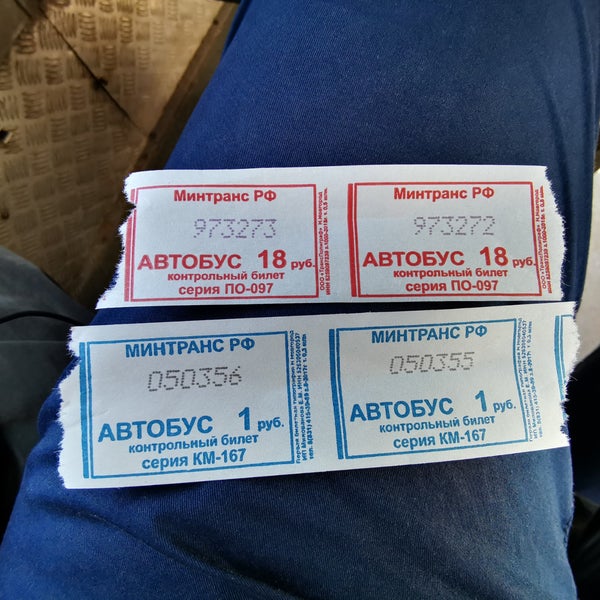 Минтранс РФ
973273
АВТОБУС 18 руб.
контрольный билет
серия ПО-097
Минтранс РФ
973272
АВТОБУС 18 руб.
контрольный билет
серия ПО-097
МИНТРАНС РФ
050356
АВТОБУС 1 руб.
контрольный билет
серия КМ-167
МИНТРАНС РФ
050355
АВТОБУС 1 руб.
контрольный билет
серия КМ-167